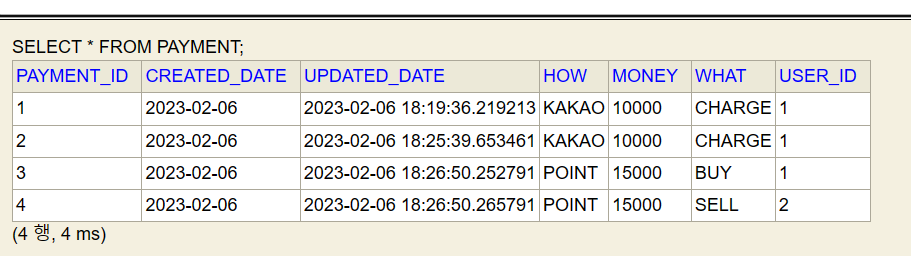 SELECT * FROM PAYMENT;
PAYMENT_ID CREATED_DATE UPDATED_DATE HOW MONEY WHAT USER_ID
1 2023-02-06 2023-02-06 18:19:36.219213 KAKAO 10000 CHARGE 1
2 2023-02-06 2023-02-06 18:25:39.653461 KAKAO 10000 CHARGE 1
3 2023-02-06 2023-02-06 18:26:50.252791 POINT 15000 BUY 1
4 2023-02-06 2023-02-06 18:26:50.265791 POINT 15000 SELL 2
(4 행, 4 ms)